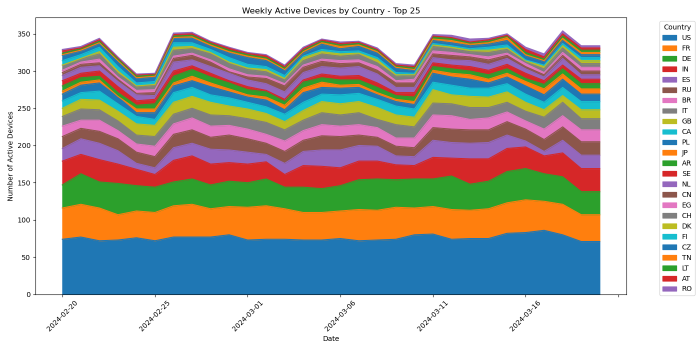 Weekly Active Devices by Country - Top 25
Number of Active Devices
350
300
250
200
150
100
50
0
2024-02-20
2024-02-25
2024-03-01
2024-03-06
2024-03-11
2024-03-16
Date
Country
US
FR
DE
IN
ES
RU
BR
IT
GB
CA
PL
JP
AR
SE
NL
CN
EG
CH
DK
FI
CZ
TN
LT
AT
RO